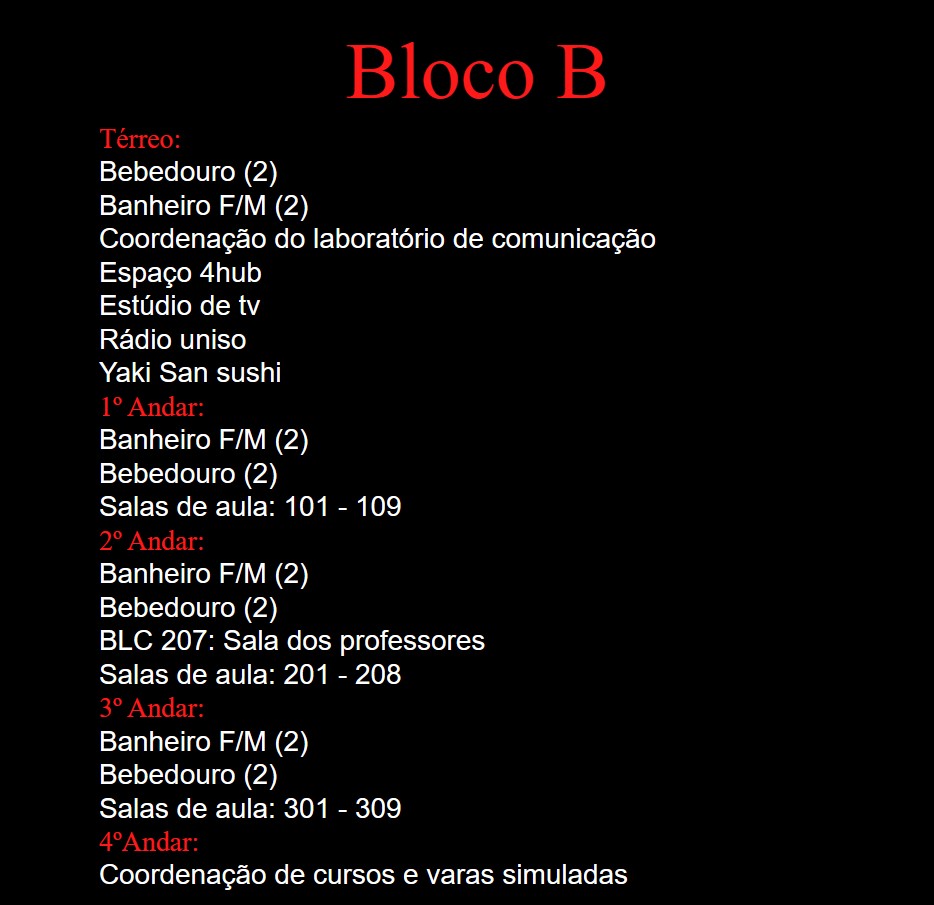 Bloco B
Térreo:
Bebedouro (2)
Banheiro F/M (2)
Coordenação do laboratório de comunicação
Espaço 4hub
Estúdio de tv
Rádio uniso
Yaki San sushi
1º Andar:
Banheiro F/M (2)
Bebedouro (2)
Salas de aula: 101 - 109
2º Andar:
Banheiro F/M (2)
Bebedouro (2)
BLC 207: Sala dos professores
Salas de aula: 201 - 208
3º Andar:
Banheiro F/M (2)
Bebedouro (2)
Salas de aula: 301 - 309
4ºAndar:
Coordenação de cursos e varas simuladas